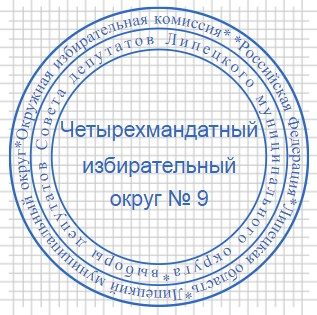 *Российская Федерация*Липецкая область*Липецкий муниципальный округ*Окружная избирательная комиссия*
*выборы депутатов Совета депутатов Липецкого муниципального округа
Четырехмандатный
избирательный
округ № 9